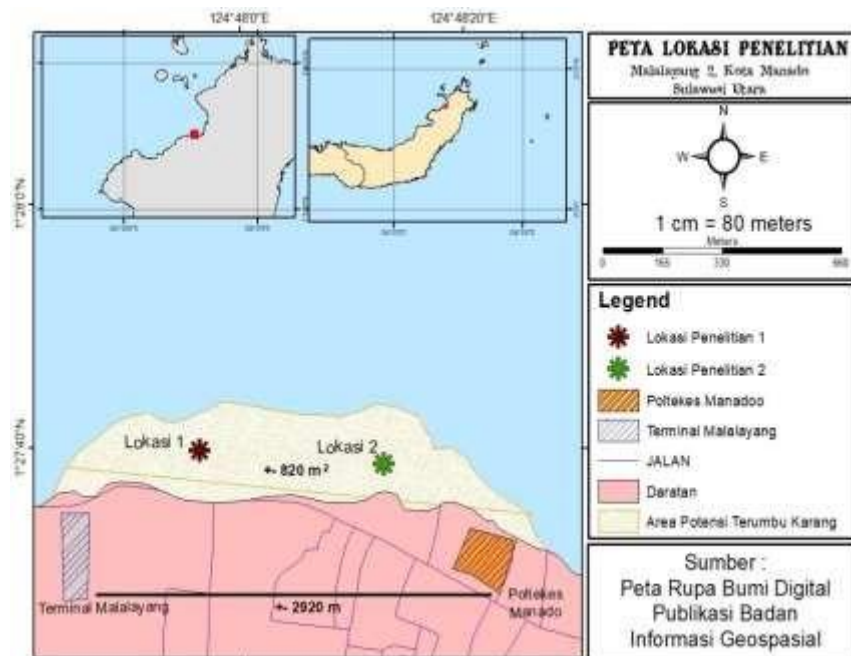 124°48'0"E
124°48'20"E
PETA LOKASI PENELITIAN
Malalayang 2, Kota Manado
Sulawesi Utara
N
W
E
S
1 cm = 80 meters
Meters
0 165 330 660
1°28'0"N
1°27'40"N
Legend
Lokasi Penelitian 1
Lokasi Penelitian 2
Poltekes Manadoo
Terminal Malalayang
JALAN
Daratan
Area Potensi Terumbu Karang
Lokasi 1
Lokasi 2
+- 820 m²
Terminal Malalayang
+- 2920 m
Poltekes
Manado
Sumber :
Peta Rupa Bumi Digital
Publikasi Badan
Informasi Geospasial